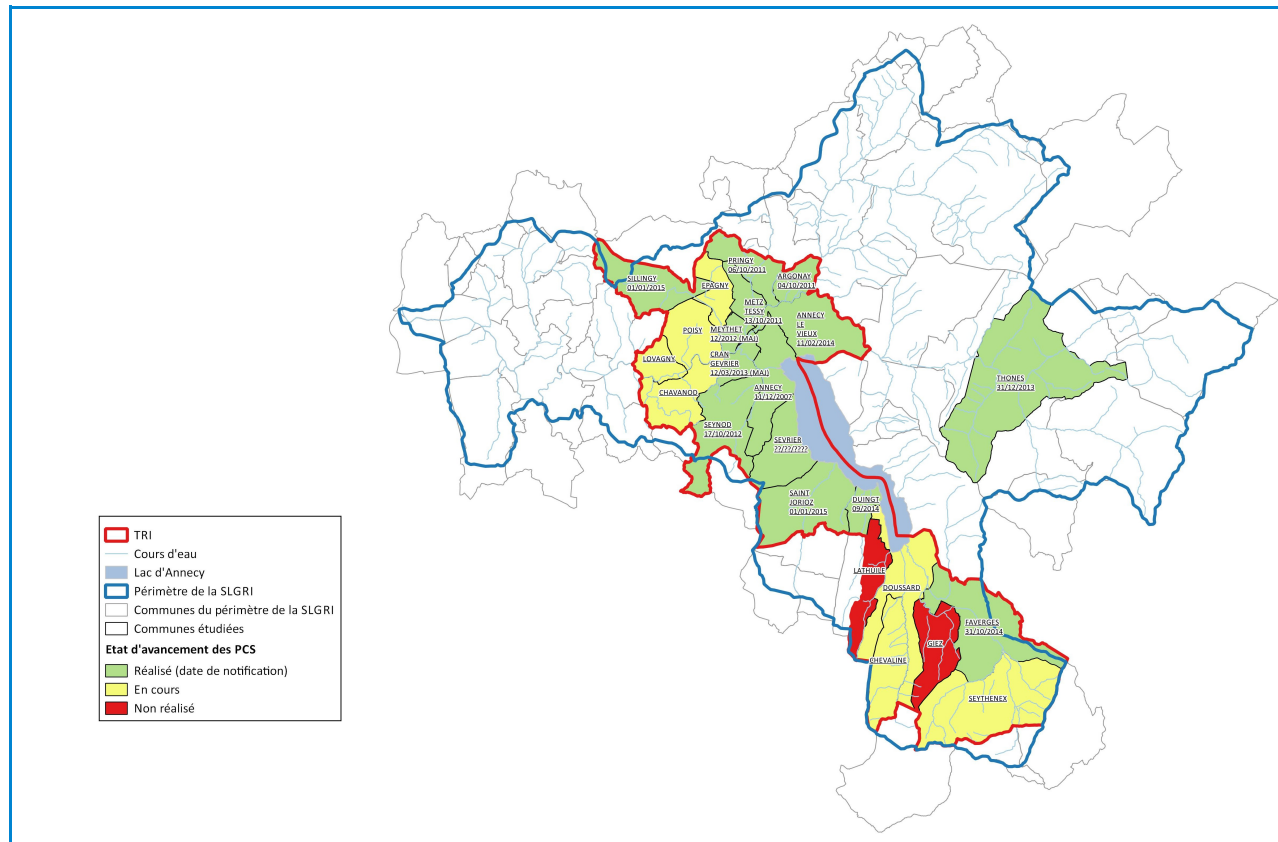 PRINGY
06/10/2011
ARGONAY
04/10/2011
SILLINGY
01/01/2015
EPAGNY
METZ
TESSY
13/10/2011
ANNECY
LE
VIEUX
11/02/2014
POISY
MEYTHET
12/2012 (MAJ)
LOVAGNY
CRAN
GEVRIER
12/03/2013 (MAJ)
THONES
31/12/2013
CHAVANOD
ANNECY
11/12/2007
SEYNOD
17/10/2012
SEVRIER
??/??/????
SAINT
JORIOZ
01/01/2015
DUINGT
09/2014
LATHUILE
DOUSSARD
FAVERGES
31/10/2014
GIEZ
CHEVALINE
SEYTHENEX
TRI
Cours d'eau
Lac d'Annecy
Périmètre de la SLGRI
Communes du périmètre de la SLGRI
Communes étudiées
Etat d'avancement des PCS
Réalisé (date de notification)
En cours
Non réalisé